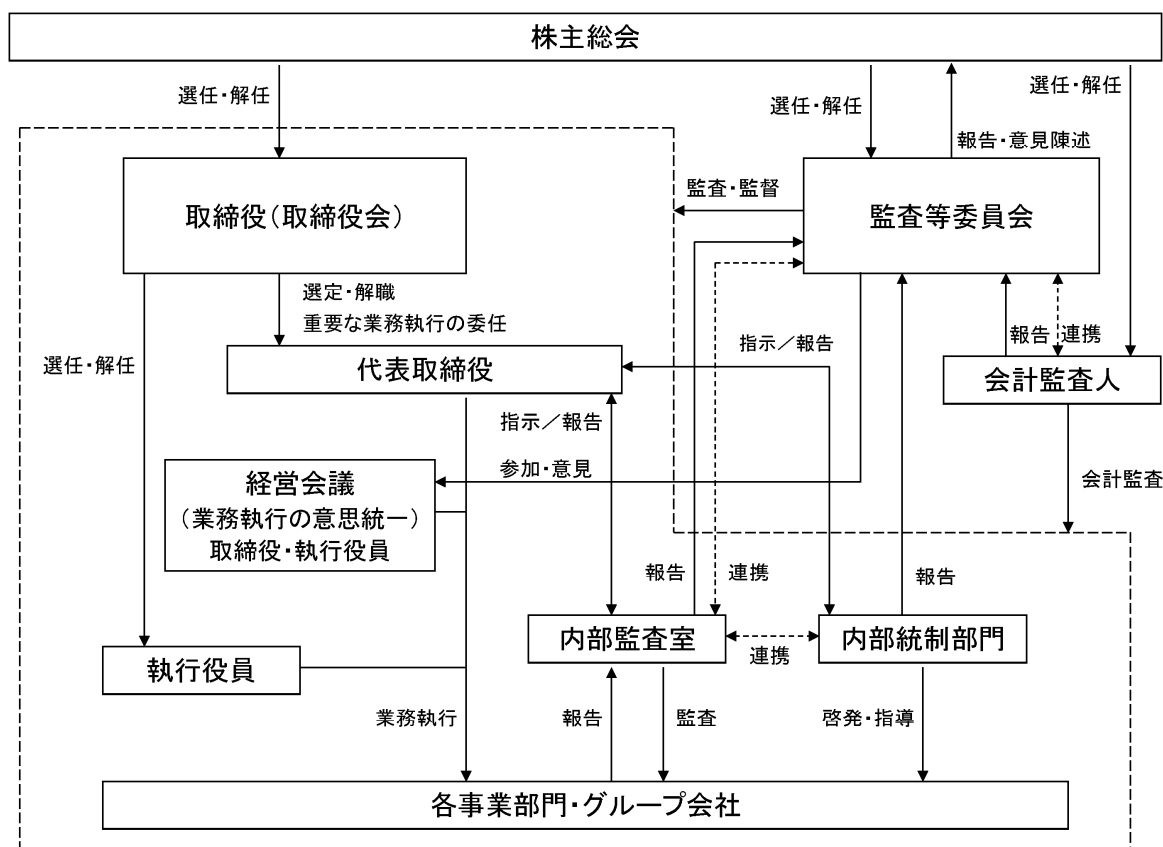 株主総会
選任・解任
選任・解任
選任・解任
報告・意見陳述
取締役（取締役会）
監査・監督
監査等委員会
選定・解職
重要な業務執行の委任
選任・解任
指示／報告
報告
連携
代表取締役
会計監査人
指示／報告
参加・意見
経営会議
（業務執行の意思統一）
取締役・執行役員
会計監査
報告
連携
報告
内部監査室
内部統制部門
連携
執行役員
業務執行
報告
監査
啓発・指導
各事業部門・グループ会社